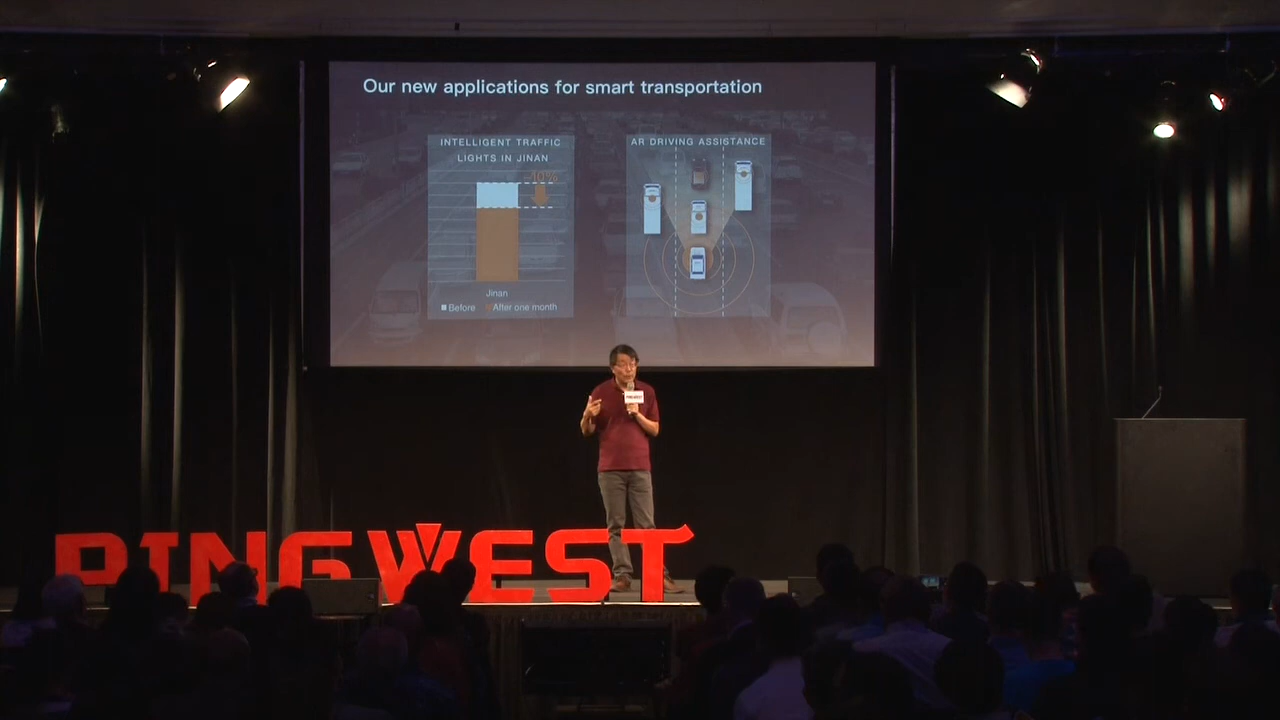 Our new applications for smart transportation
INTELLIGENT TRAFFIC
LIGHTS IN JINAN
-10%
Jinan
Before
After one month
AR DRIVING ASSISTANCE
PINGWEST
PINGWEST